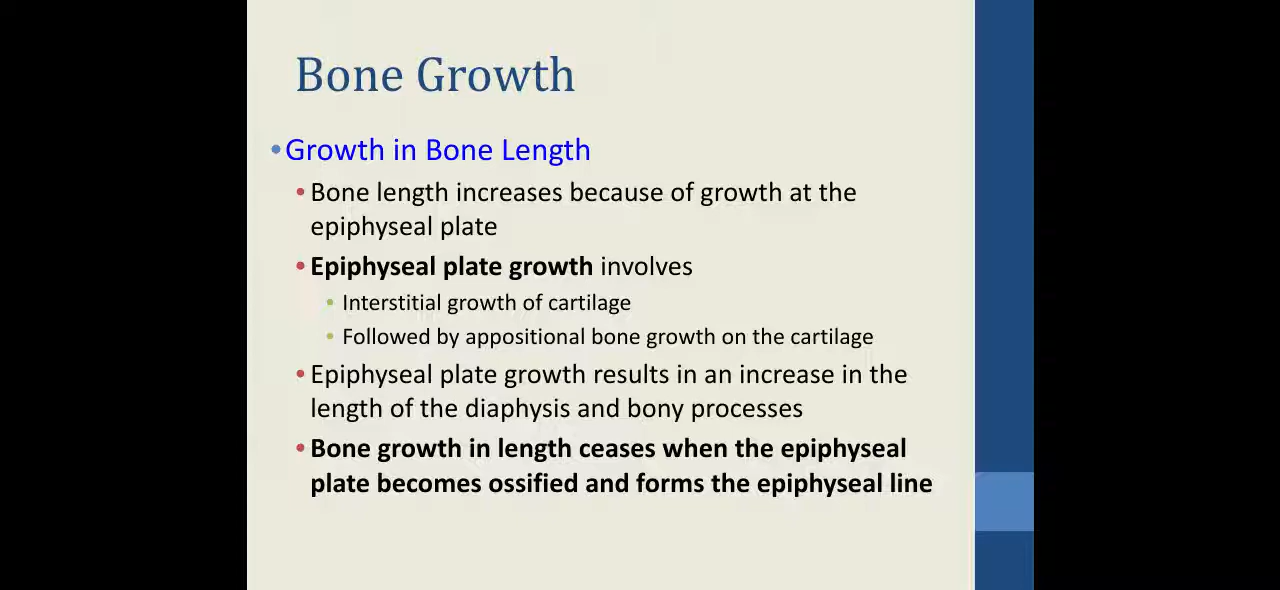 Bone Growth
•Growth in Bone Length
•Bone length increases because of growth at the
epiphyseal plate
•Epiphyseal plate growth involves
• Interstitial growth of cartilage
• Followed by appositional bone growth on the cartilage
•Epiphyseal plate growth results in an increase in the
length of the diaphysis and bony processes
•Bone growth in length ceases when the epiphyseal
plate becomes ossified and forms the epiphyseal line